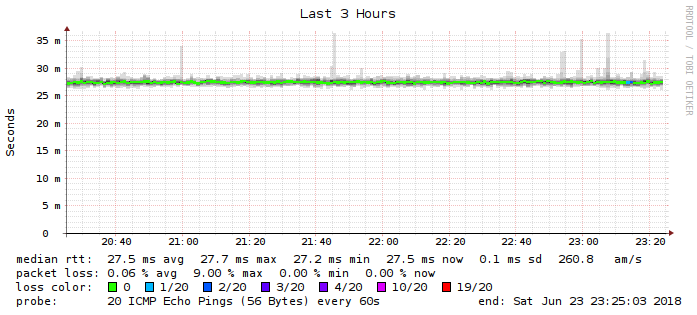 Last 3 Hours
RRDTOOL / TOBI OETIKER
Seconds
35 m
30 m
25 m
20 m
15 m
10 m
5 m
0
20:40 21:00 21:20 21:40 22:00 22:20 22:40 23:00 23:20
median rtt: 27.5 ms avg 27.7 ms max 27.2 ms min 27.5 ms now 0.1 ms sd 260.8 am/s
packet loss: 0.06 % avg 9.00 % max 0.00 % min 0.00 % now
loss color: 0 1/20 2/20 3/20 4/20 10/20 19/20
probe: 20 ICMP Echo Pings (56 Bytes) every 60s end: Sat Jun 23 23:25:03 2018